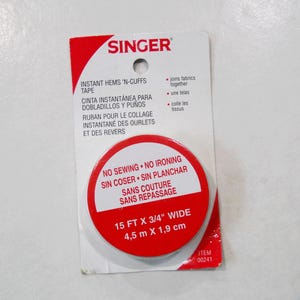 SINGER®
INSTANT HEMS 'N-CUFFS
TAPE
CINTA INSTANTÁNEA PARA
DOBLADILLOS Y PUÑOS
RUBAN POUR LE COLLAGE
INSTANTANÉ DES OURLETS
ET DES REVERS
• joins fabrics
together
• une telas
• colle les
tissus
NO SEWING • NO IRONING
SIN COSER • SIN PLANCHAR
SANS COUTURE
SANS REPASSAGE
15 FT X 3/4" WIDE
4,5 m X 1,9 cm
ITEM
00241